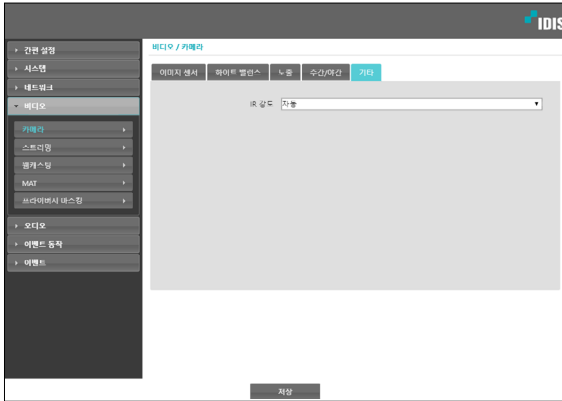 IDIS
비디오 / 카메라
간편 설정
시스템
네트워크
비디오
카메라
스트리밍
웹캐스팅
MAT
프라이버시 마스킹
오디오
이벤트 동작
이벤트
이미지 센서
화이트 밸런스
노출
주간/야간
기타
IR 강도 자동
저장